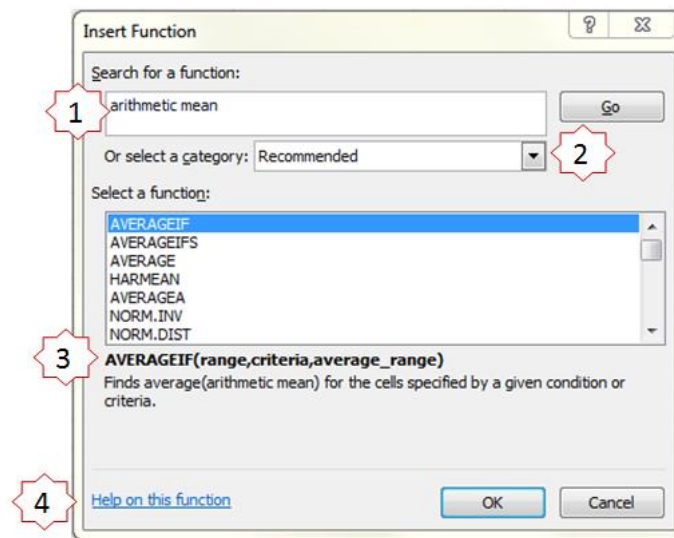 Insert Function
?
Search for a function:
1 arithmetic mean Go
Or select a category: Recommended 2
Select a function:
AVERAGEIF
AVERAGEIFS
AVERAGE
HARMEAN
AVERAGEA
NORM.INV
NORM.DIST
3 AVERAGEIF(range,criteria,average_range)
Finds average(arithmetic mean) for the cells specified by a given condition or
criteria.
4 Help on this function OK Cancel